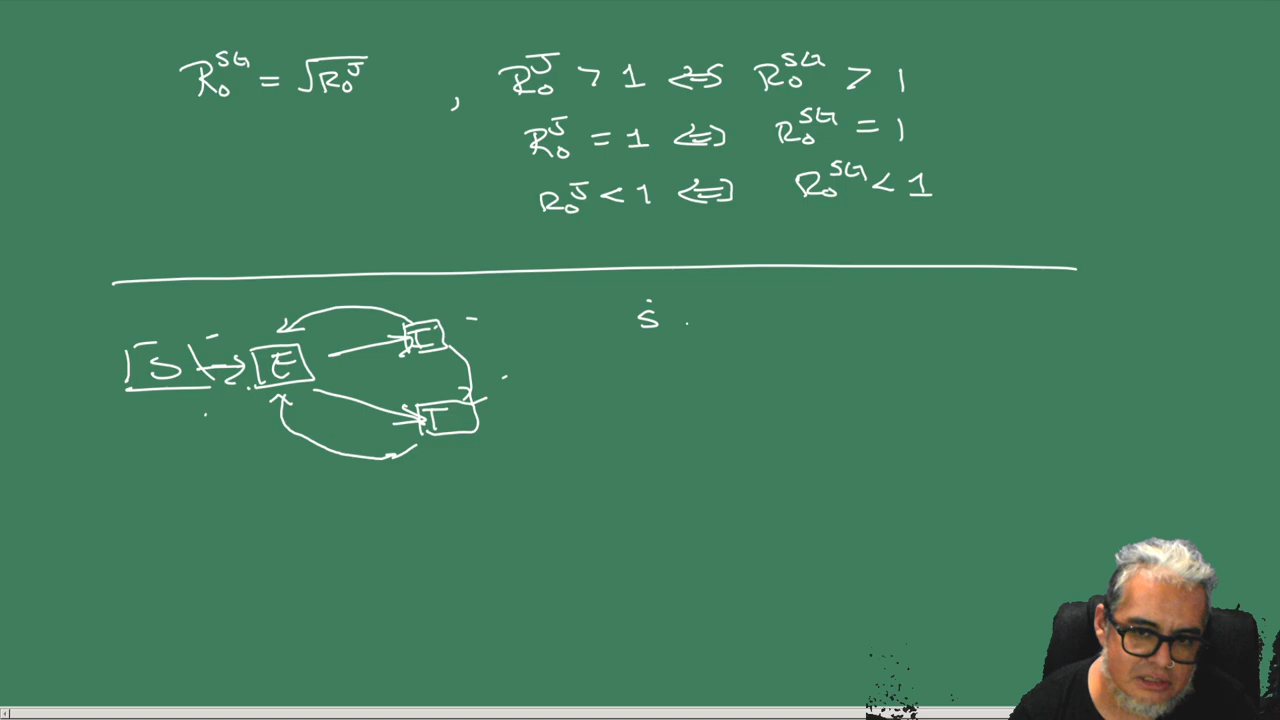 R₀^SG = √R₀^J , R₀^J > 1 ⇔ R₀^SG > 1
R₀^J = 1 ⇔ R₀^SG = 1
R₀^J < 1 ⇔ R₀^SG < 1
Ṡ
I
S E
T